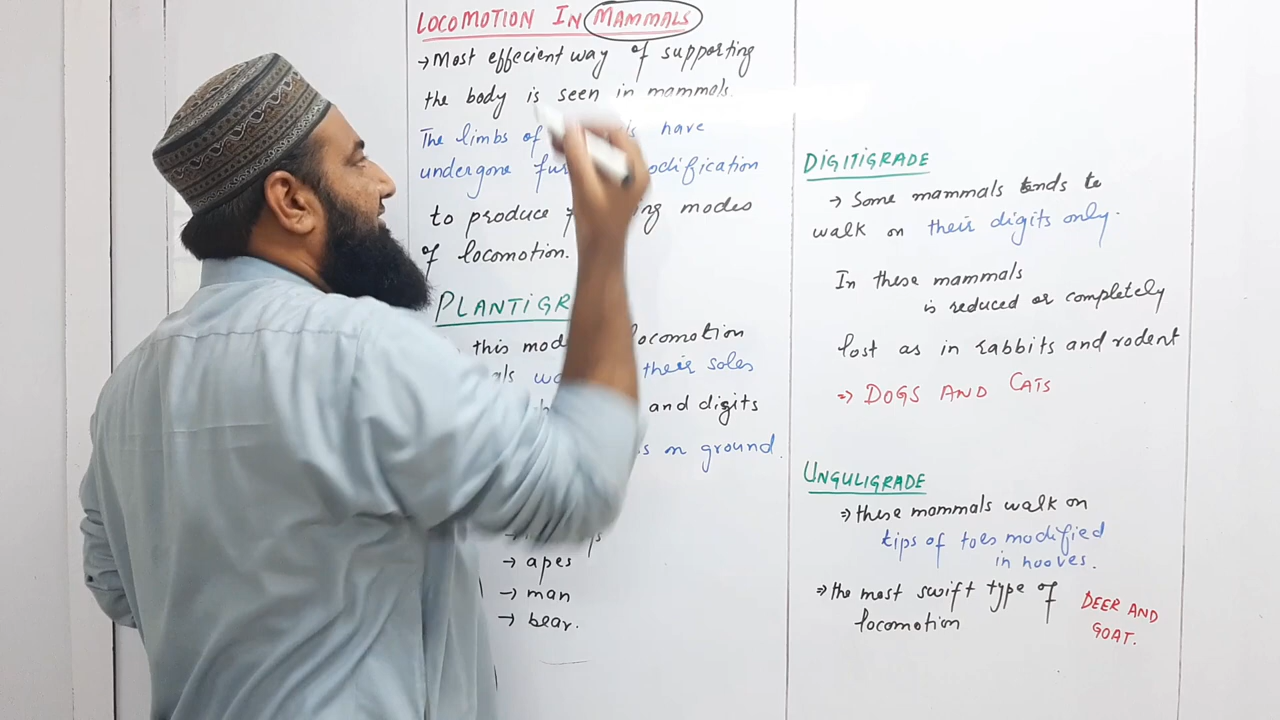 LOCOMOTION IN MAMMALS
→ Most effecient way of supporting
the body is seen in mammals.
The limbs of have
undergone
to produce modes
of locomotion.
PLANTIGR
this mod locomotion
their soles
and digits
on ground.
→ apes
→ man
→ bear.
DIGITIGRADE
→ Some mammals tends to
walk on their digits only.
In these mammals
is reduced or completely
lost as in rabbits and rodent
⇒ DOGS AND CATS
UNGULIGRADE
⇒ these mammals walk on
tips of toes modified
in hooves.
⇒ the most swift type of
locomotion
DEER AND
GOAT.